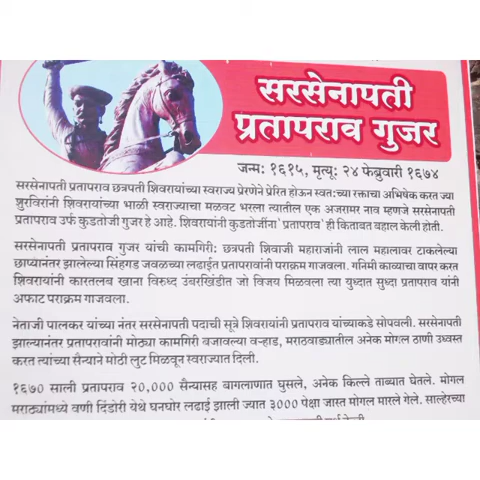 सरसेनापती
प्रतापराव गुजर
जन्म: १६१५, मृत्यू: २४ फेब्रुवारी १६७४
सरसेनापती प्रतापराव छत्रपती शिवरायांच्या स्वराज्य प्रेरणेने प्रेरित होऊन स्वतःच्या रक्ताचा अभिषेक करत ज्या
शुरविरांनी शिवरायांच्या भाळी स्वराज्याचा मळवट भरला त्यातील एक अजरामर नाव म्हणजे सरसेनापती
प्रतापराव उर्फ कुडतोजी गुजर हे आहे. शिवरायांनी कुडतोजींना 'प्रतापराव' ही किताबत बहाल केली होती.
सरसेनापती प्रतापराव गुजर यांची कामगिरी: छत्रपती शिवाजी महाराजांनी लाल महालावर टाकलेल्या
छाप्यानंतर झालेल्या सिंहगड जवळच्या लढाईत प्रतापरावांनी पराक्रम गाजवला. गनिमी काव्याचा वापर करत
शिवरायांनी कारतलब खाना विरुध्द उंबरखिंडीत जो विजय मिळवला त्या युध्दात सुध्दा प्रतापराव यांनी
अफाट पराक्रम गाजवला.
नेताजी पालकर यांच्या नंतर सरसेनापती पदाची सूत्रे शिवरायांनी प्रतापराव यांच्याकडे सोपवली. सरसेनापती
झाल्यानंतर प्रतापरावांनी मोठ्या कामगिरी बजावल्या वऱ्हाड, मराठवाड्यातील अनेक मोगल ठाणी उध्वस्त
करत त्यांच्या सैन्याने मोठी लुट मिळवून स्वराज्यात दिली.
१६७० साली प्रतापराव २०,००० सैन्यासह बागलाणात घुसले, अनेक किल्ले ताब्यात घेतले. मोगल
मराठ्यांमध्ये वणी दिंडोरी येथे घनघोर लढाई झाली ज्यात ३००० पेक्षा जास्त मोगल मारले गेले. साल्हेरच्या